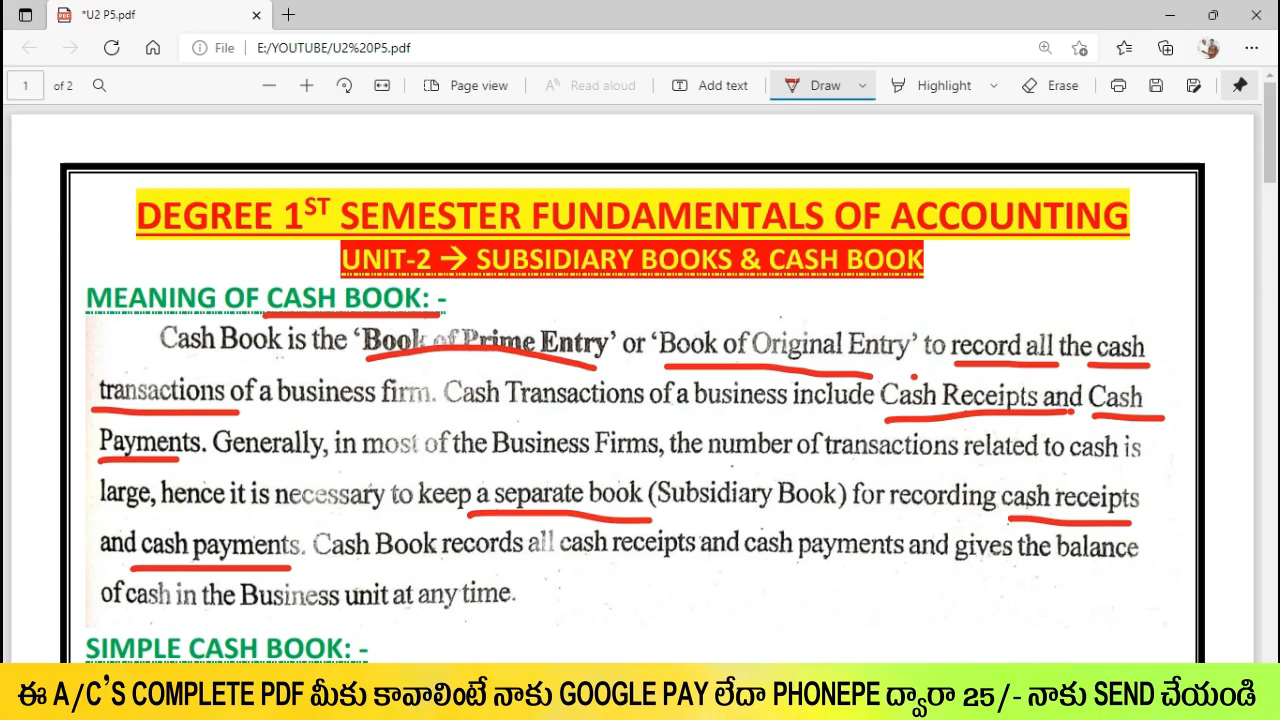 *U2 P5.pdf
File E:/YOUTUBE/U2%20P5.pdf
1 of 2 Page view Read aloud Add text Draw Highlight Erase
DEGREE 1ST SEMESTER FUNDAMENTALS OF ACCOUNTING
UNIT-2 → SUBSIDIARY BOOKS & CASH BOOK
MEANING OF CASH BOOK: -
Cash Book is the ‘Book of Prime Entry’ or ‘Book of Original Entry’ to record all the cash
transactions of a business firm. Cash Transactions of a business include Cash Receipts and Cash
Payments. Generally, in most of the Business Firms, the number of transactions related to cash is
large, hence it is necessary to keep a separate book (Subsidiary Book) for recording cash receipts
and cash payments. Cash Book records all cash receipts and cash payments and gives the balance
of cash in the Business unit at any time.
SIMPLE CASH BOOK: -
ఈ A/C'S COMPLETE PDF మీకు కావాలంటే నాకు GOOGLE PAY లేదా PHONEPE ద్వారా 25/- నాకు SEND చేయండి